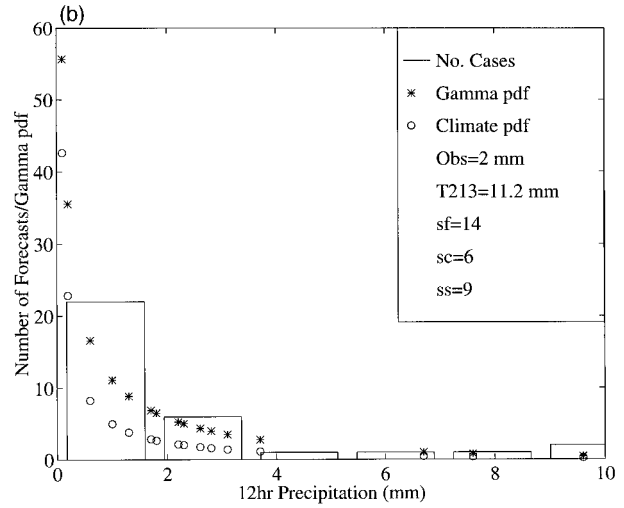 (b)
60
50
40
30
20
10
0
Number of Forecasts/Gamma pdf
No. Cases
Gamma pdf
Climate pdf
Obs=2 mm
T213=11.2 mm
sf=14
sc=6
ss=9
0 2 4 6 8 10
12hr Precipitation (mm)